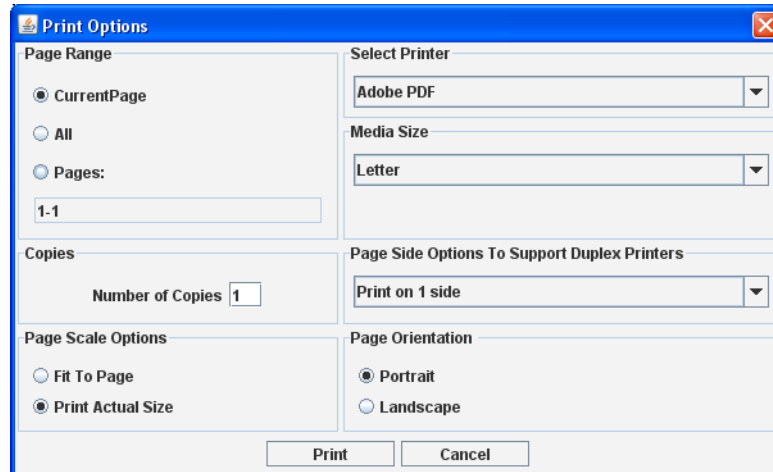 Print Options
Page Range
CurrentPage
All
Pages:
1-1
Select Printer
Adobe PDF
Media Size
Letter
Copies
Number of Copies 1
Page Side Options To Support Duplex Printers
Print on 1 side
Page Scale Options
Fit To Page
Print Actual Size
Page Orientation
Portrait
Landscape
Print
Cancel